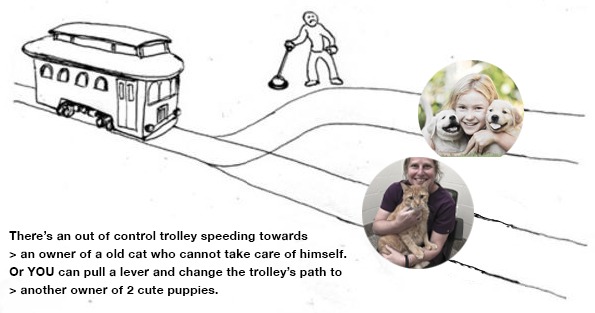 There's an out of control trolley speeding towards
> an owner of a old cat who cannot take care of himself.
Or YOU can pull a lever and change the trolley's path to
> another owner of 2 cute puppies.